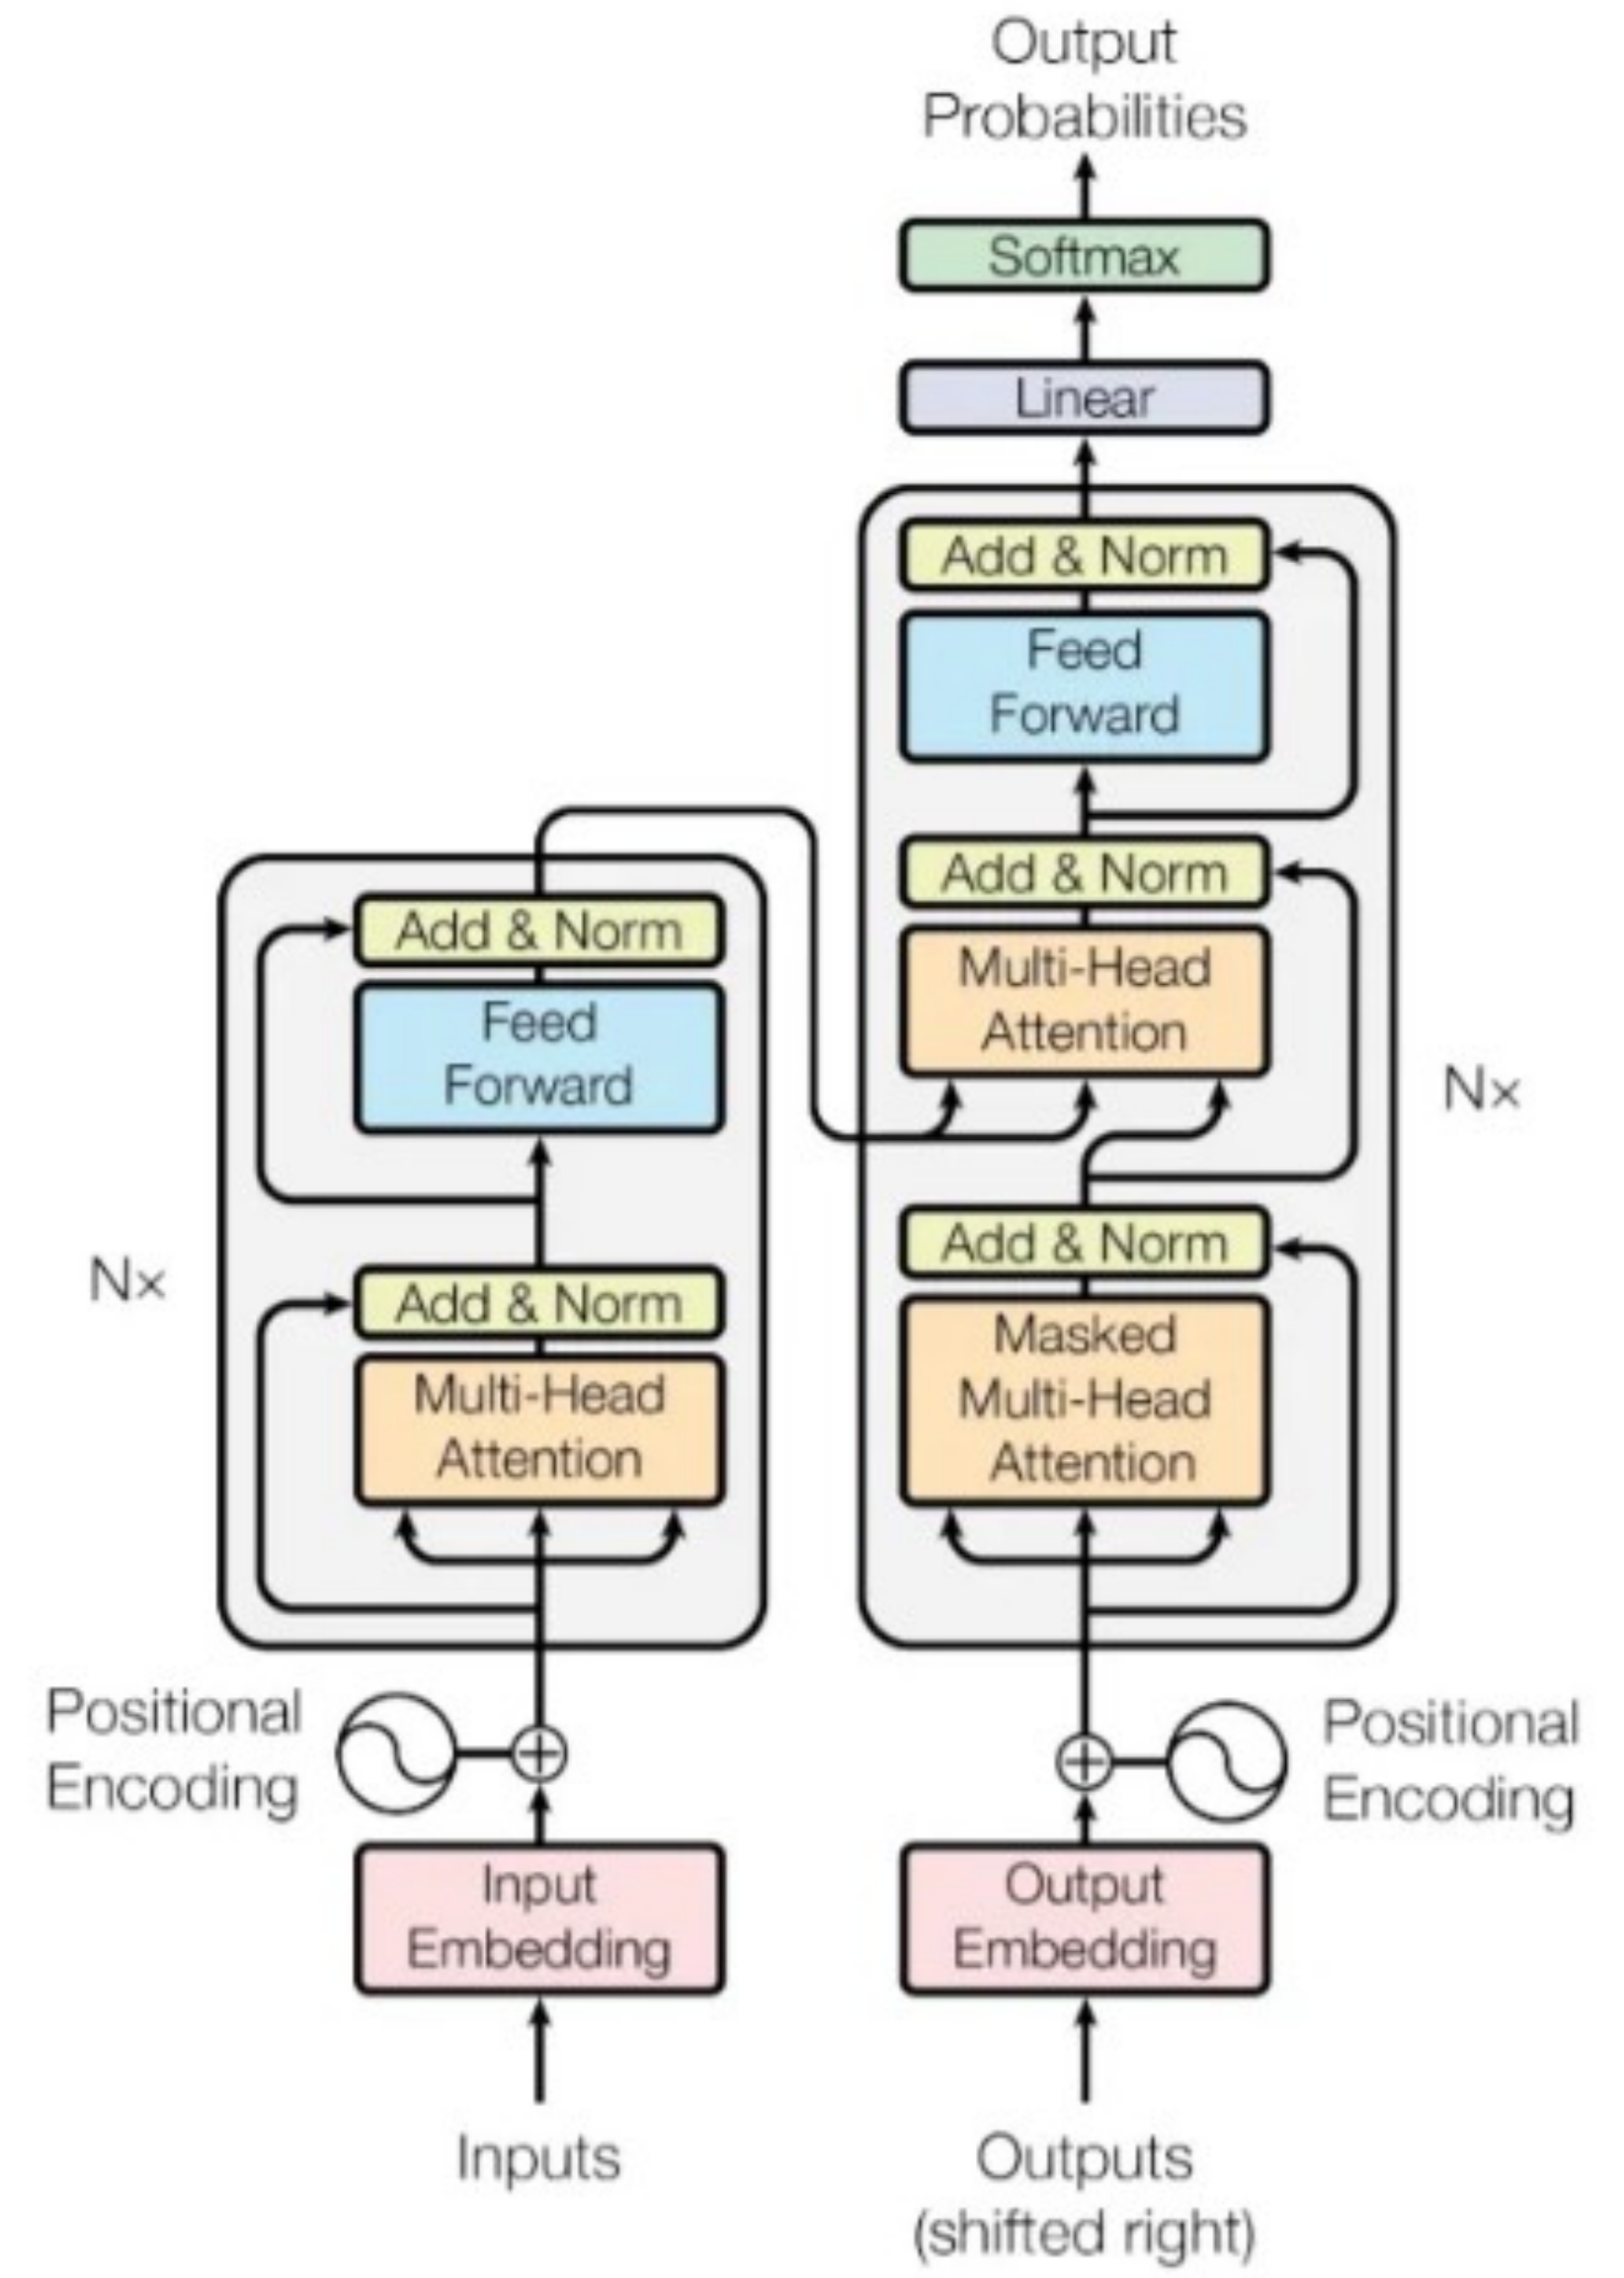 Output
Probabilities
Softmax
Linear
Add & Norm
Feed
Forward
Add & Norm
Multi-Head
Attention
Nx
Add & Norm
Masked
Multi-Head
Attention
Add & Norm
Feed
Forward
Nx
Add & Norm
Multi-Head
Attention
Positional
Encoding
Positional
Encoding
Input
Embedding
Output
Embedding
Inputs
Outputs
(shifted right)